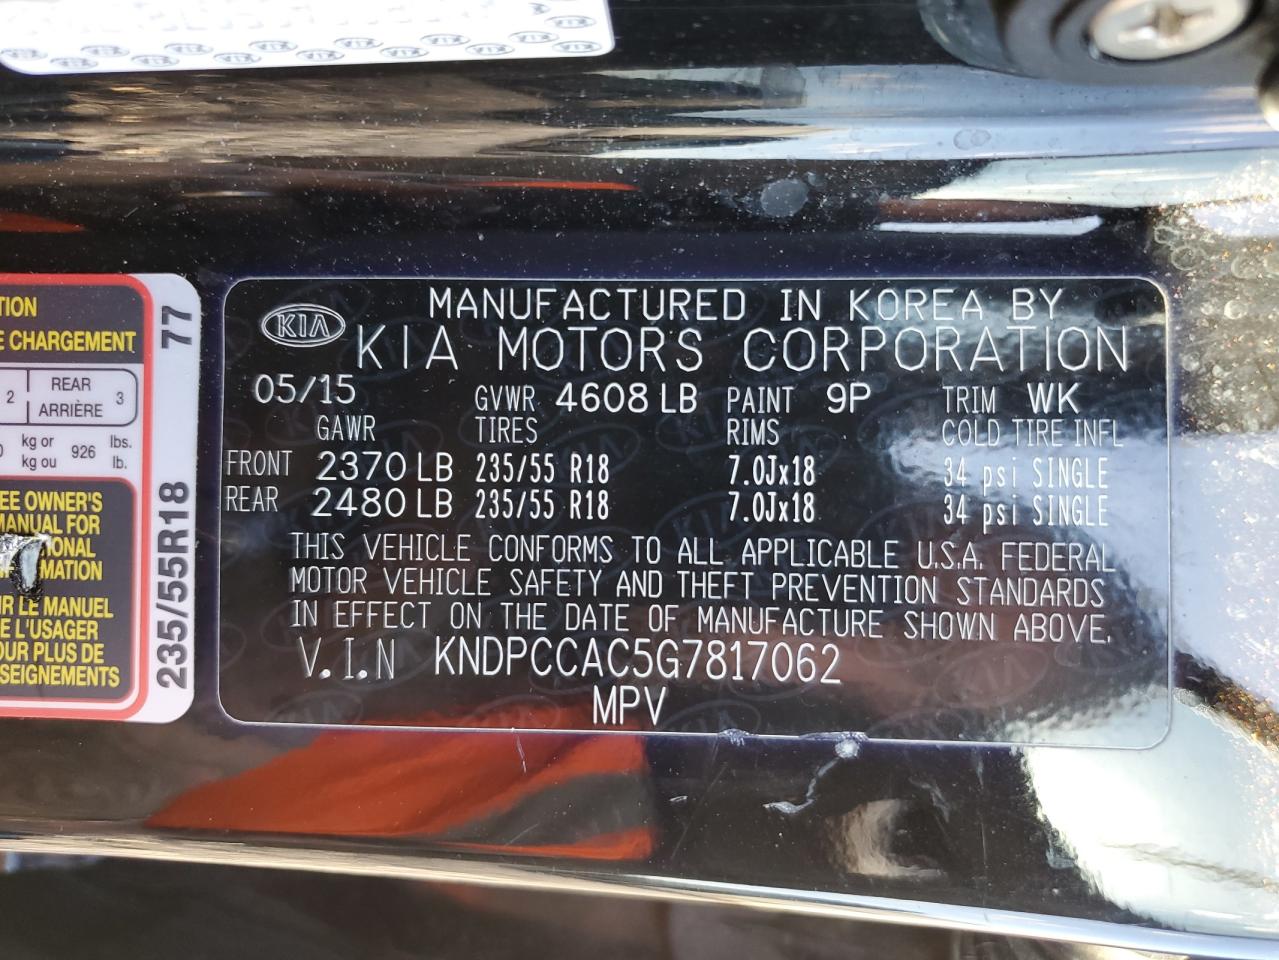 TION
E CHARGEMENT
2 REAR 3
ARRIÈRE
kg or 926 lbs.
kg ou lb.
EE OWNER'S
MANUAL FOR
IONAL
MATION
R LE MANUEL
E L'USAGER
OUR PLUS DE
SEIGNEMENTS
235/55R18 77
KIA
MANUFACTURED IN KOREA BY
KIA MOTORS CORPORATION
05/15 GVWR 4608 LB PAINT 9P TRIM WK
GAWR TIRES RIMS COLD TIRE INFL
FRONT 2370 LB 235/55 R18 7.0Jx18 34 psi SINGLE
REAR 2480 LB 235/55 R18 7.0Jx18 34 psi SINGLE
THIS VEHICLE CONFORMS TO ALL APPLICABLE U.S.A. FEDERAL
MOTOR VEHICLE SAFETY AND THEFT PREVENTION STANDARDS
IN EFFECT ON THE DATE OF MANUFACTURE SHOWN ABOVE.
V.I.N KNDPCCAC5G7817062
MPV